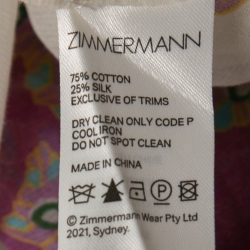 ZIMMERMANN
75% COTTON
25% SILK
EXCLUSIVE OF TRIMS
DRY CLEAN ONLY CODE P
COOL IRON
DO NOT SPOT CLEAN
MADE IN CHINA
P
© Zimmermann Wear Pty Ltd
2021, Sydney.